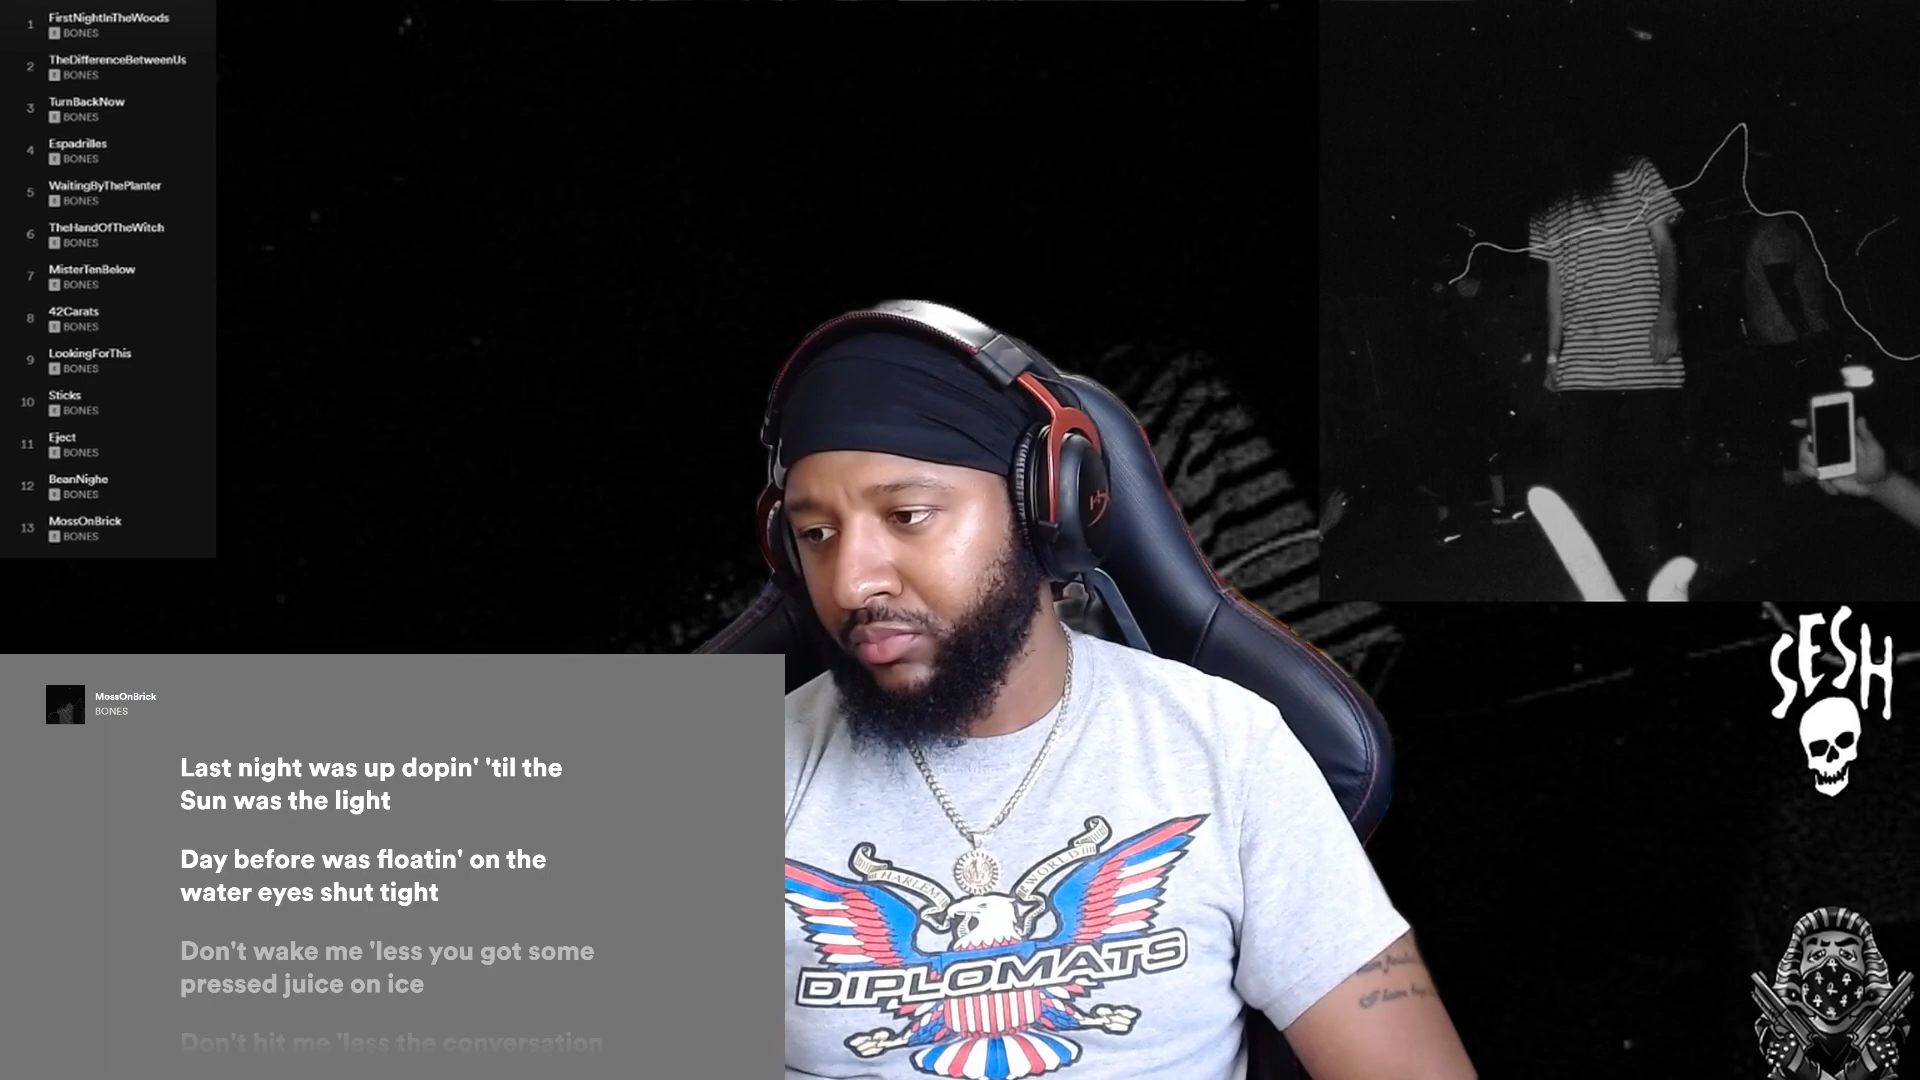 1 FirstNightInTheWoods
E BONES
2 TheDifferenceBetweenUs
E BONES
3 TurnBackNow
E BONES
4 Espadrilles
E BONES
5 WaitingByThePlanter
E BONES
6 TheHandOfTheWitch
E BONES
7 MisterTenBelow
E BONES
8 42Carats
E BONES
9 LookingForThis
E BONES
10 Sticks
E BONES
11 Eject
E BONES
12 BeanNighe
E BONES
13 MossOnBrick
E BONES
MossOnBrick
BONES
Last night was up dopin' 'til the
Sun was the light
Day before was floatin' on the
water eyes shut tight
Don't wake me 'less you got some
pressed juice on ice
Don't hit me 'less the conversation
HARLEM WORLD
DIPLOMATS
SESH